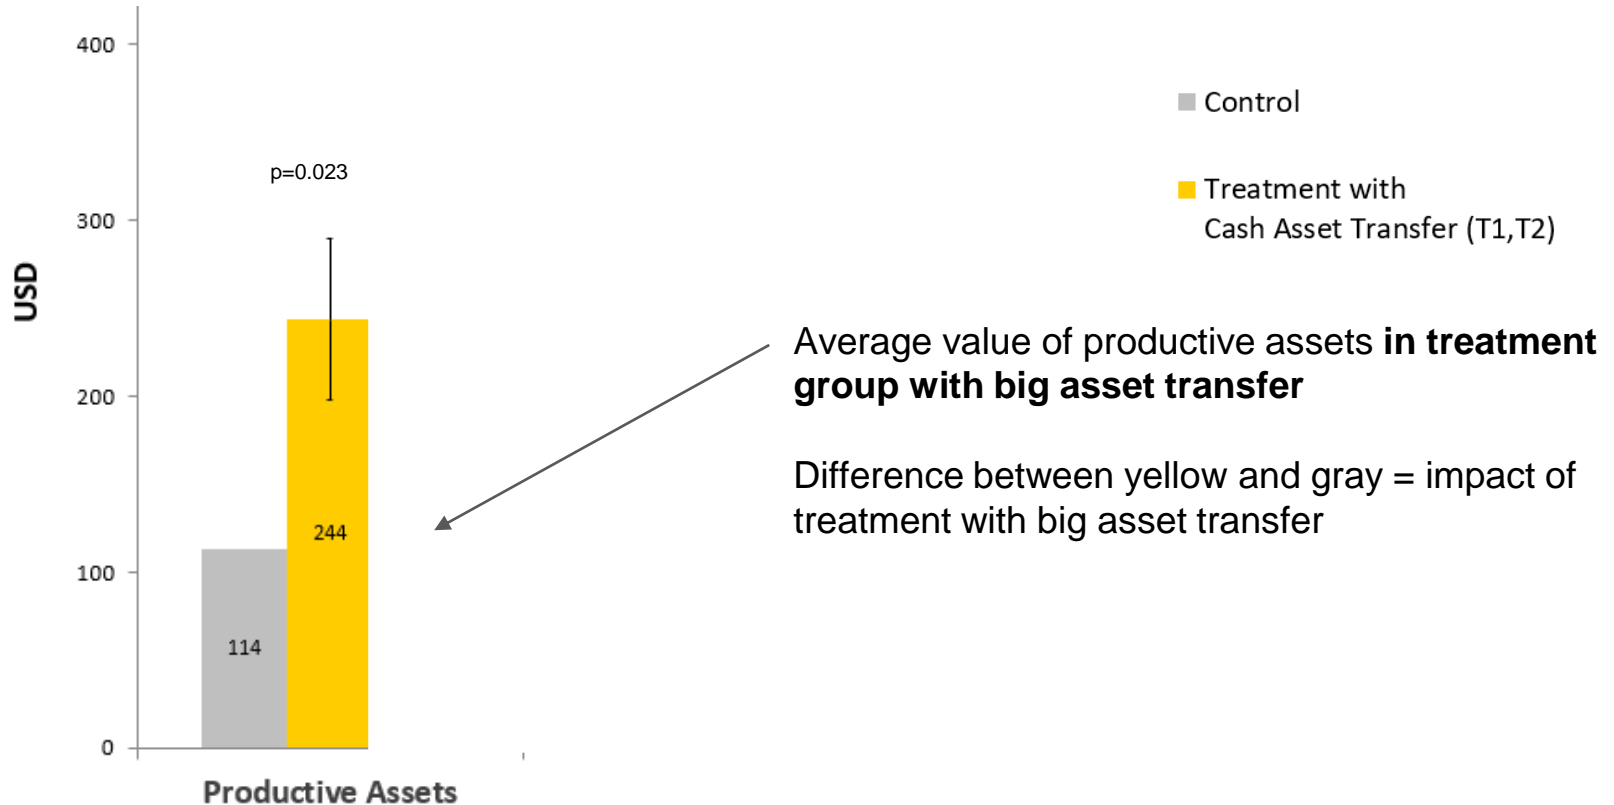 400
300
200
100
0
USD
p=0.023
114
244
Productive Assets
Control
Treatment with
Cash Asset Transfer (T1,T2)
Average value of productive assets in treatment
group with big asset transfer
Difference between yellow and gray = impact of
treatment with big asset transfer